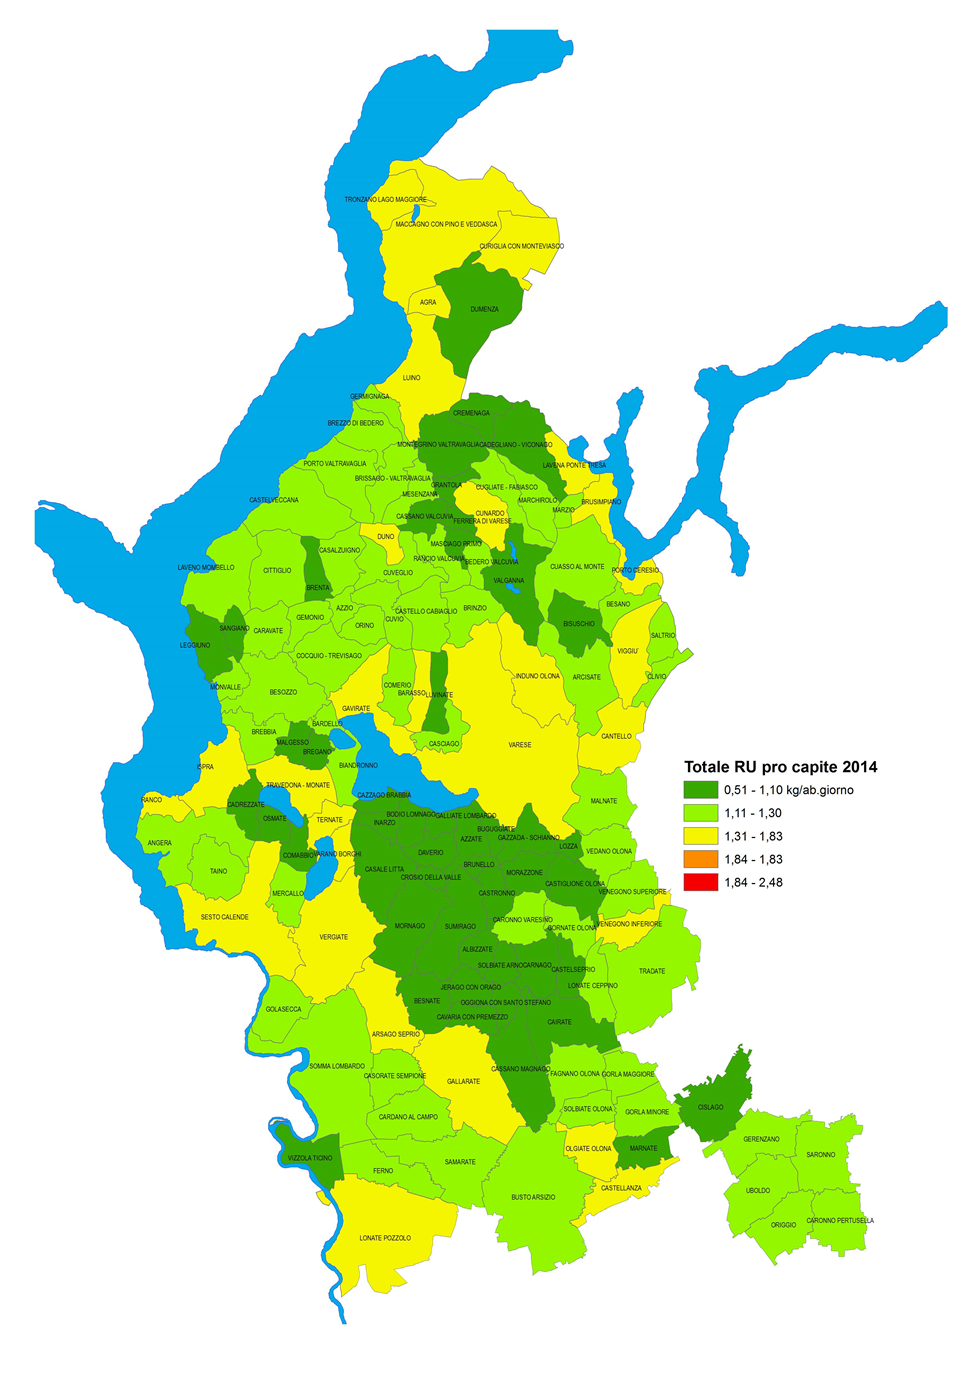 TRONZANO LAGO MAGGIORE
MACCAGNO CON PINO E VEDDASCA
CURIGLIA CON MONTEVIASCO
AGRA
DUMENZA
LUINO
GERMIGNAGA
CREMENAGA
BREZZO DI BEDERO
MONTEGRINO VALTRAVAGLIA
CADEGLIANO - VICONAGO
PORTO VALTRAVAGLIA
LAVENA PONTE TRESA
BRISSAGO - VALTRAVAGLIA
GRANTOLA
CUGLIATE - FABIASCO
MESENZANA
CASTELVECCANA
MARCHIROLO
BRUSIMPIANO
MARZIO
CASSANO VALCUVIA
CUNARDO
FERRERA DI VARESE
DUNO
MASCIAGO PRIMO
CASALZUIGNO
RANCIO VALCUVIA
BEDERO VALCUVIA
LAVENO MOMBELLO
CITTIGLIO
CUVEGLIO
CUASSO AL MONTE
PORTO CERESIO
VALGANNA
BRENTA
AZZIO
CASTELLO CABIAGLIO
BRINZIO
BESANO
GEMONIO
ORINO
CUVIO
BISUSCHIO
SANGIANO
CARAVATE
SALTRIO
LEGGIUNO
VIGGIU'
COCQUIO - TREVISAGO
INDUNO OLONA
ARCISATE
CLIVIO
MONVALLE
BESOZZO
COMERIO
BARASSO
LUVINATE
GAVIRATE
BARDELLO
BREBBIA
CANTELLO
MALGESSO
BREGANO
CASCIAGO
VARESE
ISPRA
BIANDRONNO
TRAVEDONA - MONATE
CAZZAGO BRABBIA
RANCO
CADREZZATE
MALNATE
OSMATE
TERNATE
BODIO LOMNAGO
GALLIATE LOMBARDO
INARZO
BUGUGGIATE
AZZATE
GAZZADA - SCHIANNO
ANGERA
LOZZA
VEDANO OLONA
COMABBIO
VARANO BORGHI
DAVERIO
BRUNELLO
TAINO
CASALE LITTA
CROSIO DELLA VALLE
MORAZZONE
CASTIGLIONE OLONA
MERCALLO
CASTRONNO
VENEGONO SUPERIORE
SESTO CALENDE
MORNAGO
SUMIRAGO
CARONNO VARESINO
GORNATE OLONA
VENEGONO INFERIORE
VERGIATE
ALBIZZATE
SOLBIATE ARNO
CARNAGO
CASTELSEPRIO
TRADATE
JERAGO CON ORAGO
LONATE CEPPINO
BESNATE
OGGIONA CON SANTO STEFANO
GOLASECCA
CAVARIA CON PREMEZZO
CAIRATE
ARSAGO SEPRIO
SOMMA LOMBARDO
CASORATE SEMPIONE
GALLARATE
CASSANO MAGNAGO
FAGNANO OLONA
GORLA MAGGIORE
SOLBIATE OLONA
GORLA MINORE
CISLAGO
CARDANO AL CAMPO
VIZZOLA TICINO
FERNO
SAMARATE
OLGIATE OLONA
MARNATE
GERENZANO
SARONNO
BUSTO ARSIZIO
CASTELLANZA
UBOLDO
ORIGGIO
CARONNO PERTUSELLA
LONATE POZZOLO
Totale RU pro capite 2014
0,51 - 1,10 kg/ab.giorno
1,11 - 1,30
1,31 - 1,83
1,84 - 1,83
1,84 - 2,48